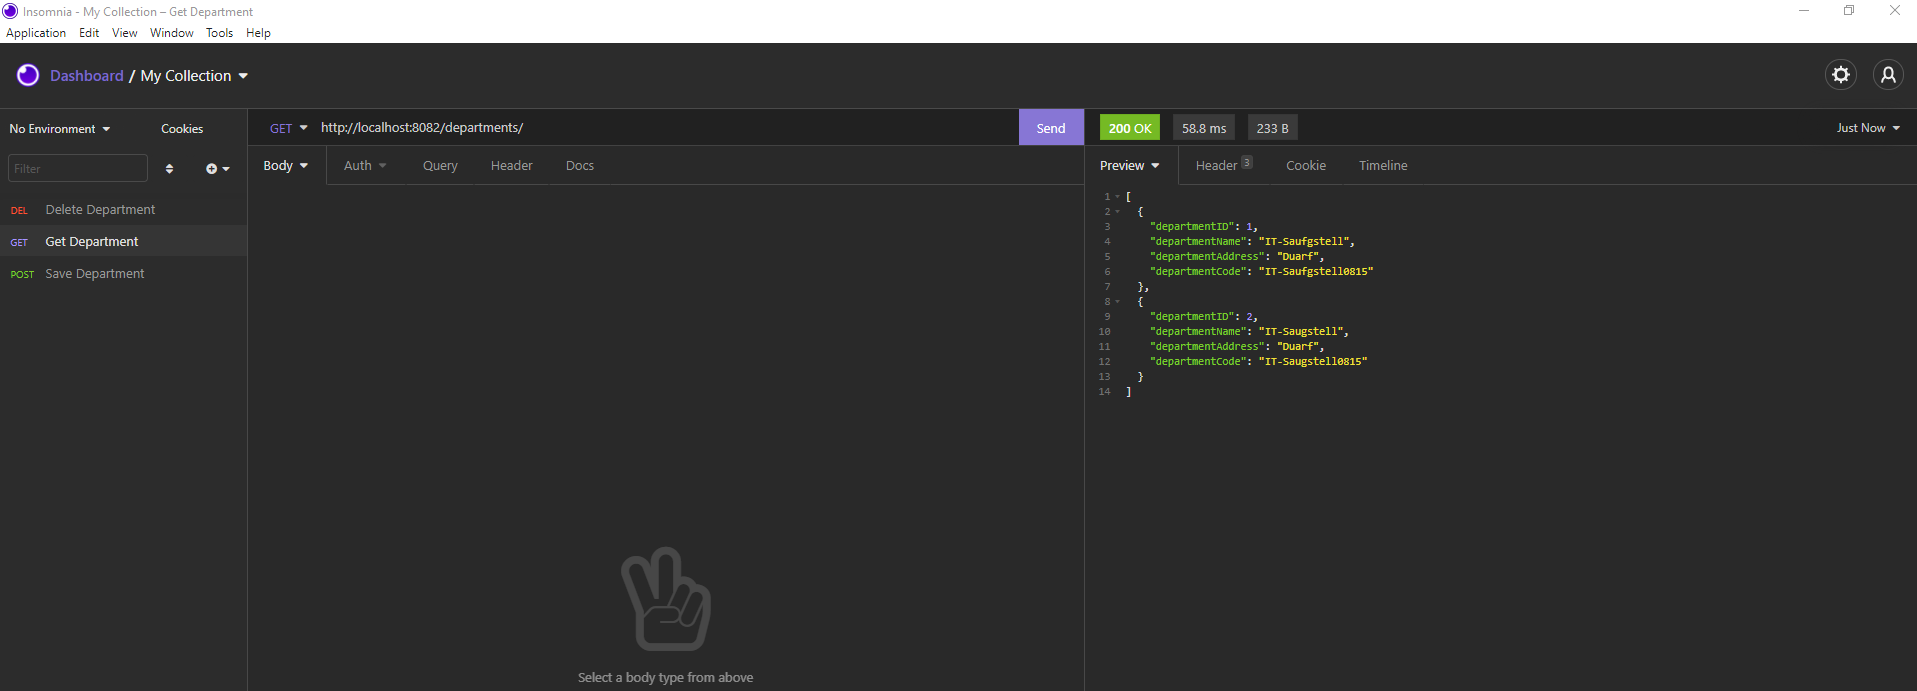 Insomnia - My Collection – Get Department
Application Edit View Window Tools Help
Dashboard / My Collection
No Environment Cookies
Filter
DEL Delete Department
GET Get Department
POST Save Department
GET http://localhost:8082/departments/ Send
Body Auth Query Header Docs
Select a body type from above
200 OK 58.8 ms 233 B Just Now
Preview Header 3 Cookie Timeline
1 [
2 {
3 "departmentID": 1,
4 "departmentName": "IT-Saufgstell",
5 "departmentAddress": "Duarf",
6 "departmentCode": "IT-Saufgstell0815"
7 },
8 {
9 "departmentID": 2,
10 "departmentName": "IT-Saugstell",
11 "departmentAddress": "Duarf",
12 "departmentCode": "IT-Saugstell0815"
13 }
14 ]